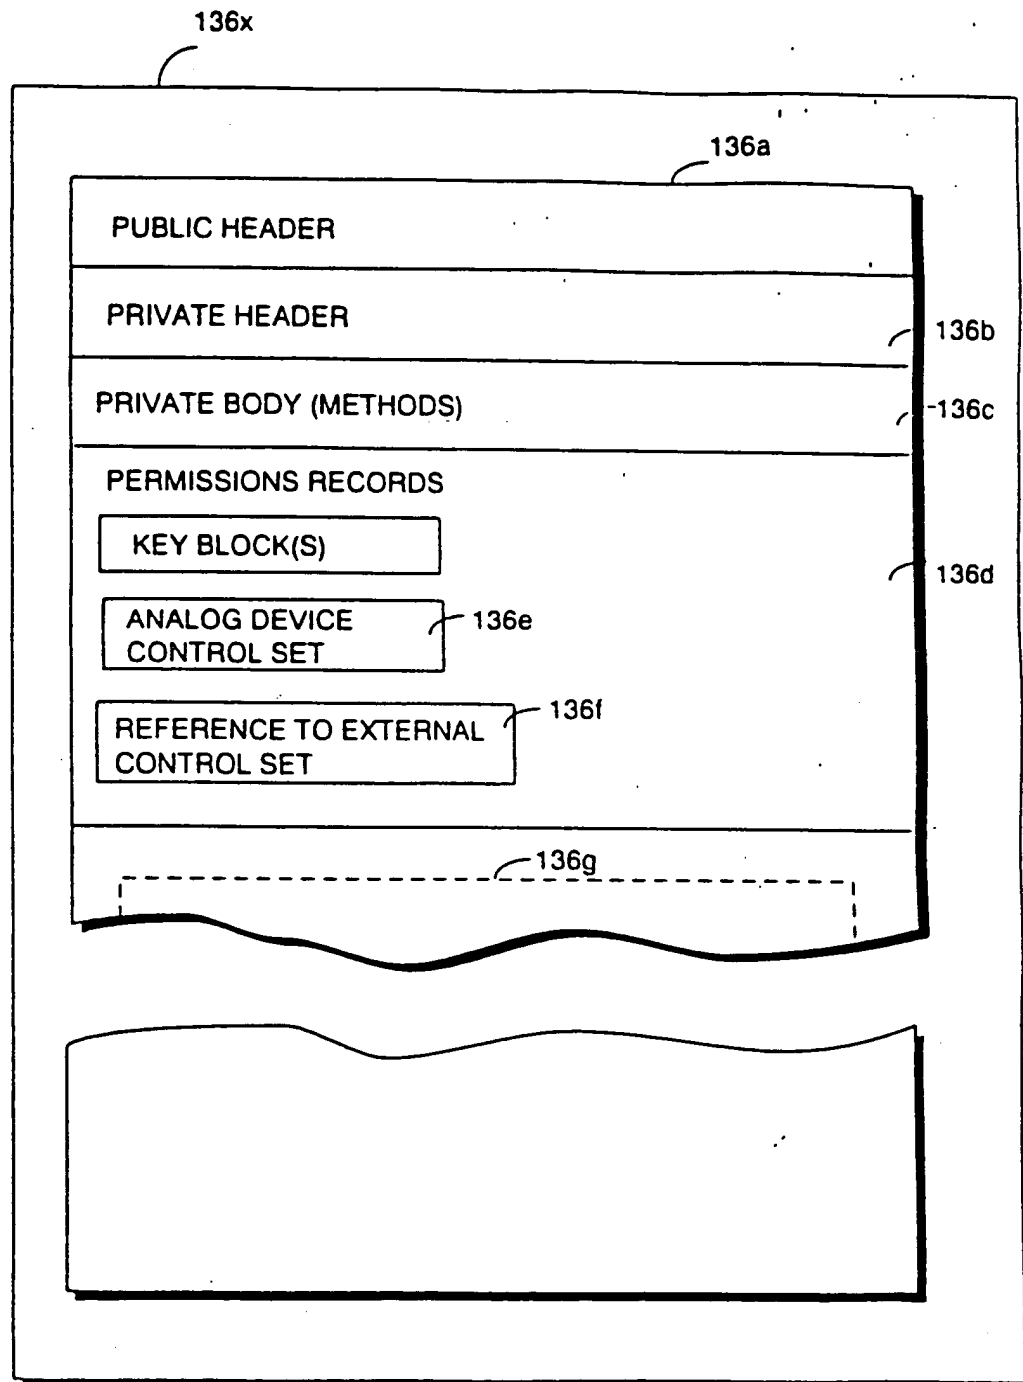 136x
136a
PUBLIC HEADER
PRIVATE HEADER
136b
PRIVATE BODY (METHODS)
136c
PERMISSIONS RECORDS
KEY BLOCK(S)
136d
ANALOG DEVICE
CONTROL SET
136e
REFERENCE TO EXTERNAL
CONTROL SET
136f
136g